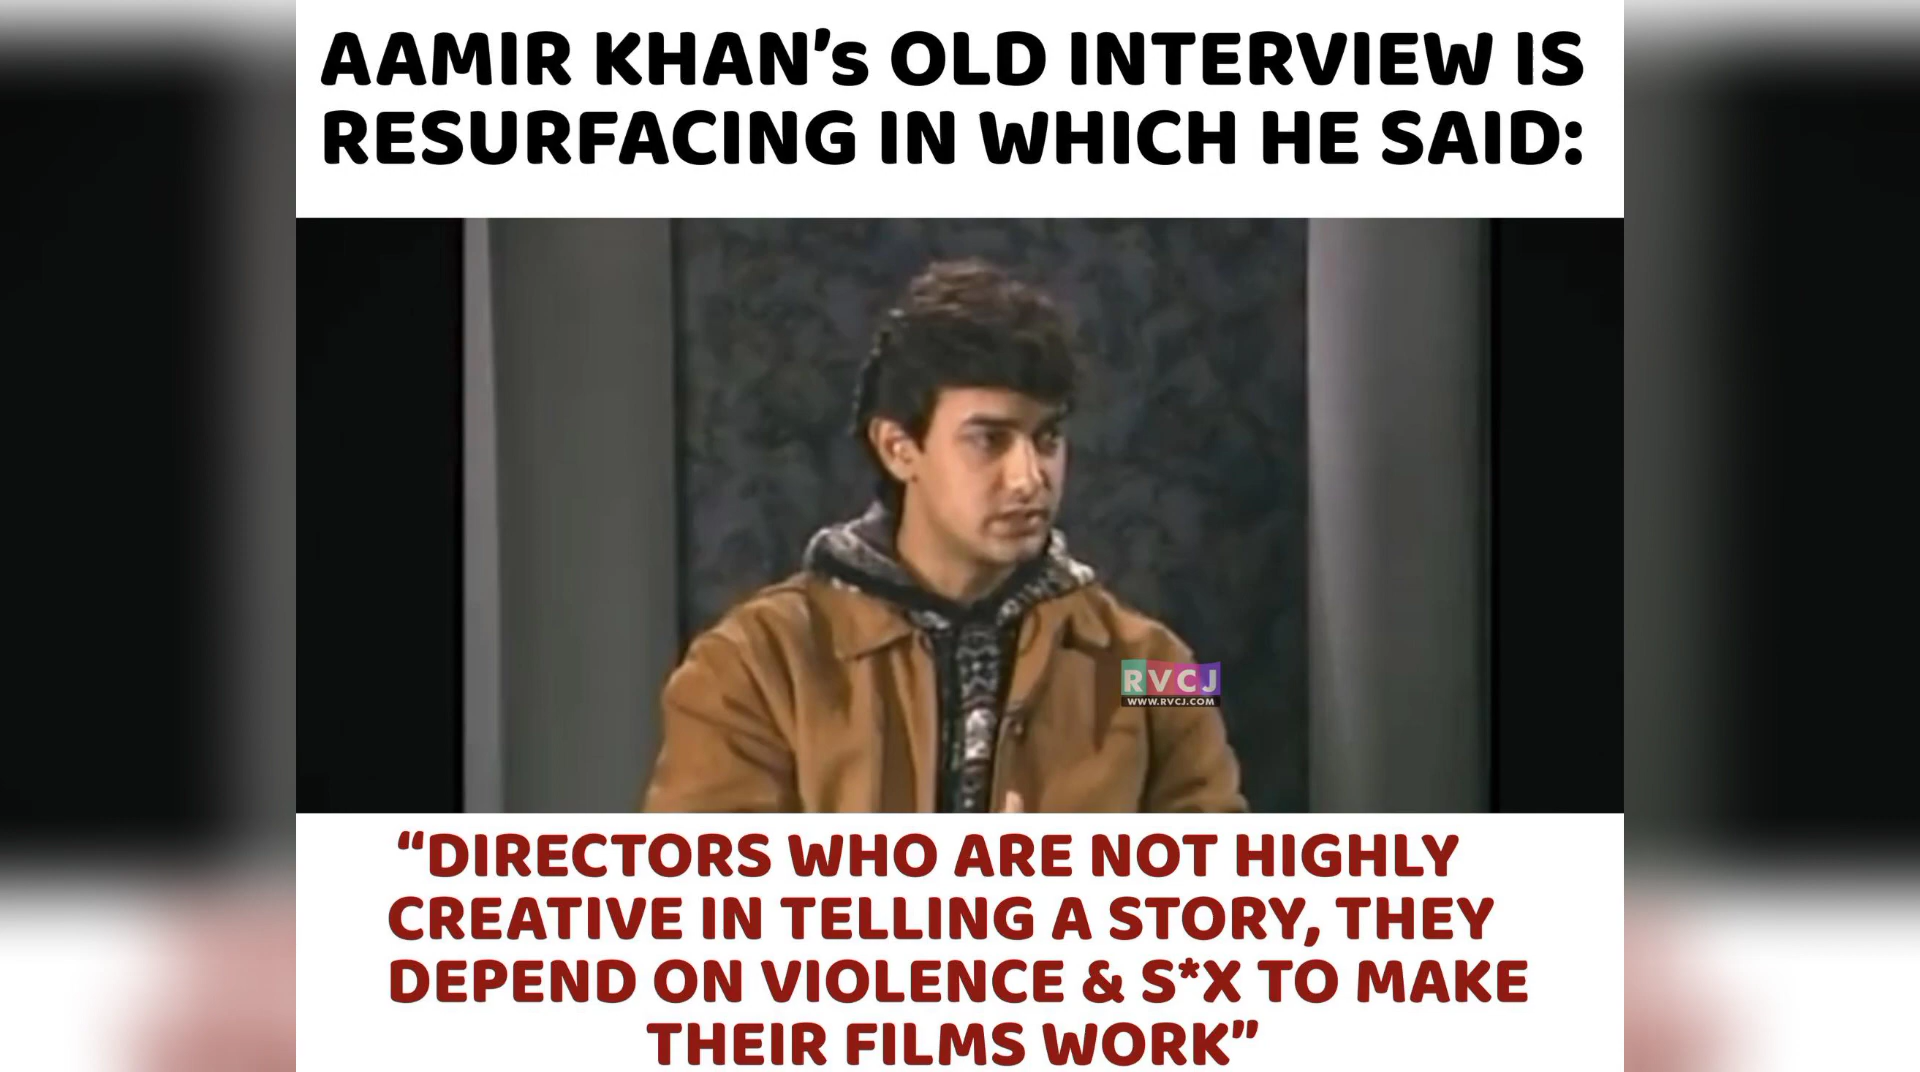 AAMIR KHAN's OLD INTERVIEW IS
RESURFACING IN WHICH HE SAID:
RVCJ
WWW.RVCJ.COM
“DIRECTORS WHO ARE NOT HIGHLY
CREATIVE IN TELLING A STORY, THEY
DEPEND ON VIOLENCE & S*X TO MAKE
THEIR FILMS WORK”